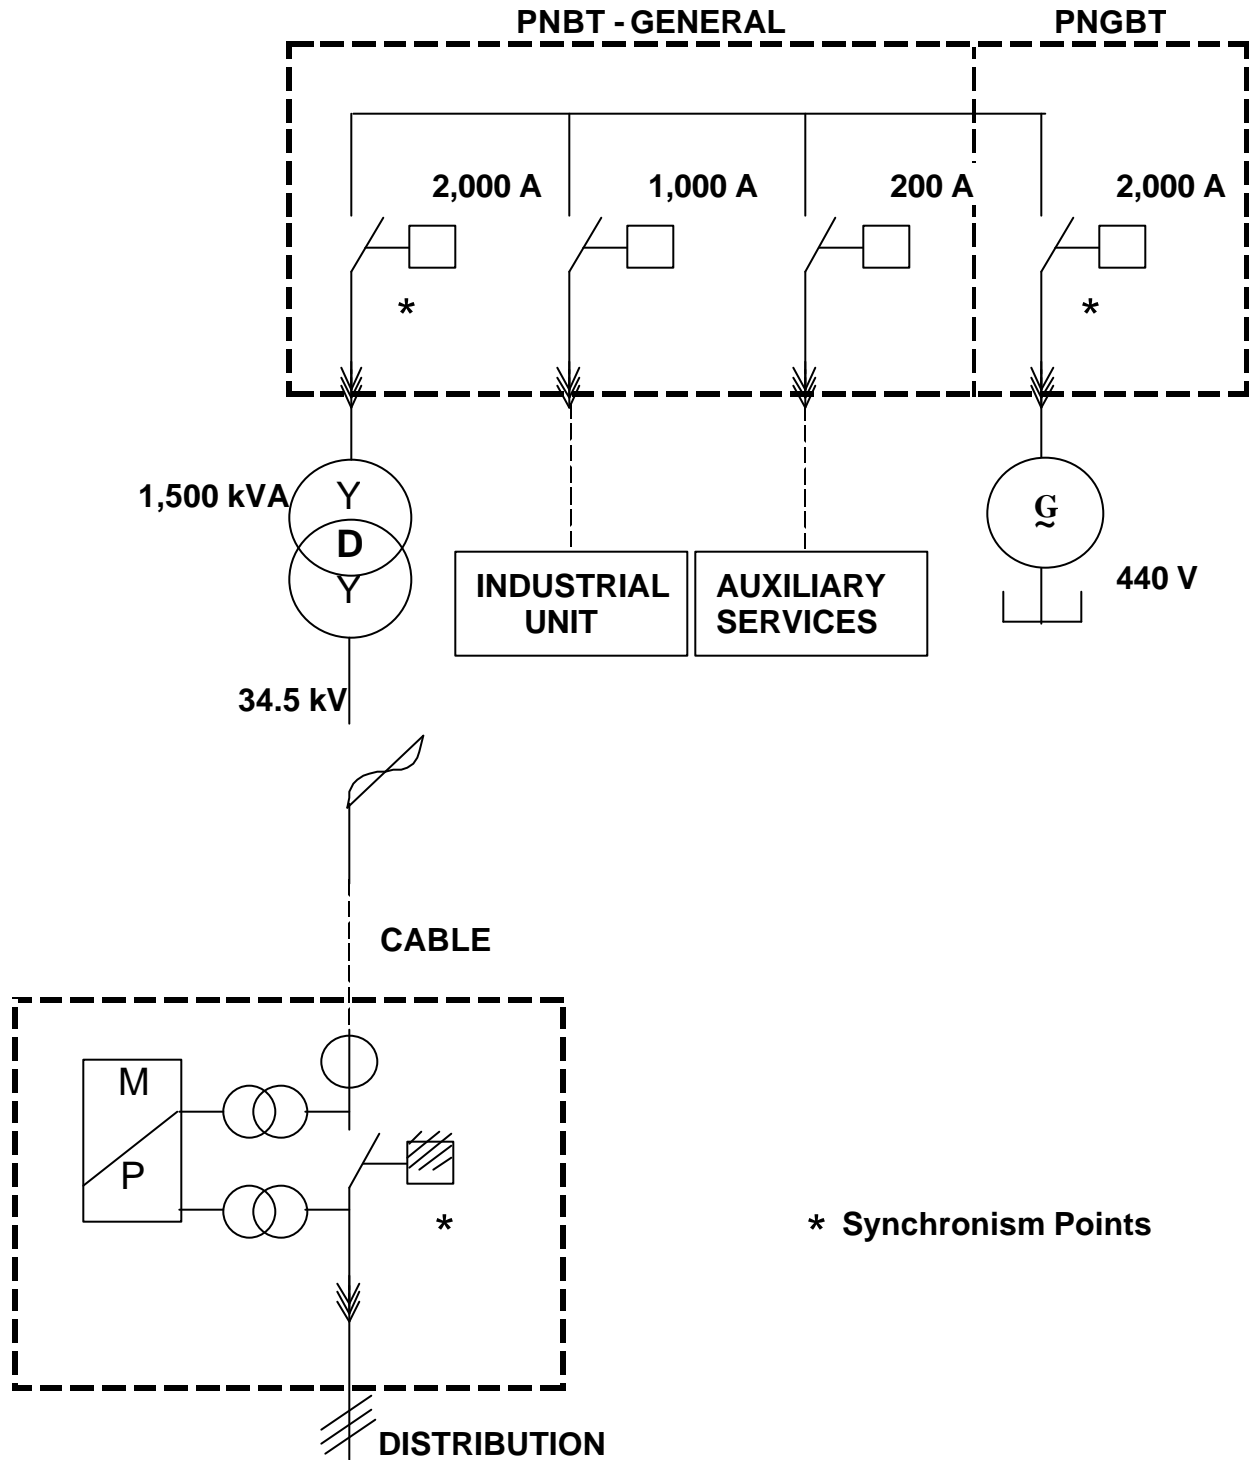 PNBT - GENERAL
PNGBT
2,000 A
1,000 A
200 A
2,000 A
*
*
1,500 kVA
Y
D
Y
G
~
INDUSTRIAL
UNIT
AUXILIARY
SERVICES
440 V
34.5 kV
CABLE
M
P
*
* Synchronism Points
DISTRIBUTION